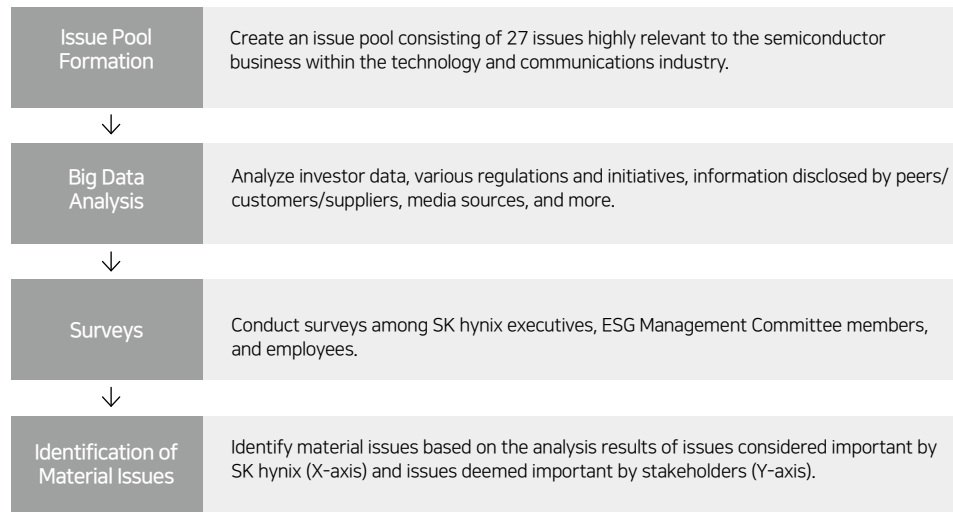 Issue Pool
Formation
Create an issue pool consisting of 27 issues highly relevant to the semiconductor
business within the technology and communications industry.
Big Data
Analysis
Analyze investor data, various regulations and initiatives, information disclosed by peers/
customers/suppliers, media sources, and more.
Surveys
Conduct surveys among SK hynix executives, ESG Management Committee members,
and employees.
Identification of
Material Issues
Identify material issues based on the analysis results of issues considered important by
SK hynix (X-axis) and issues deemed important by stakeholders (Y-axis).